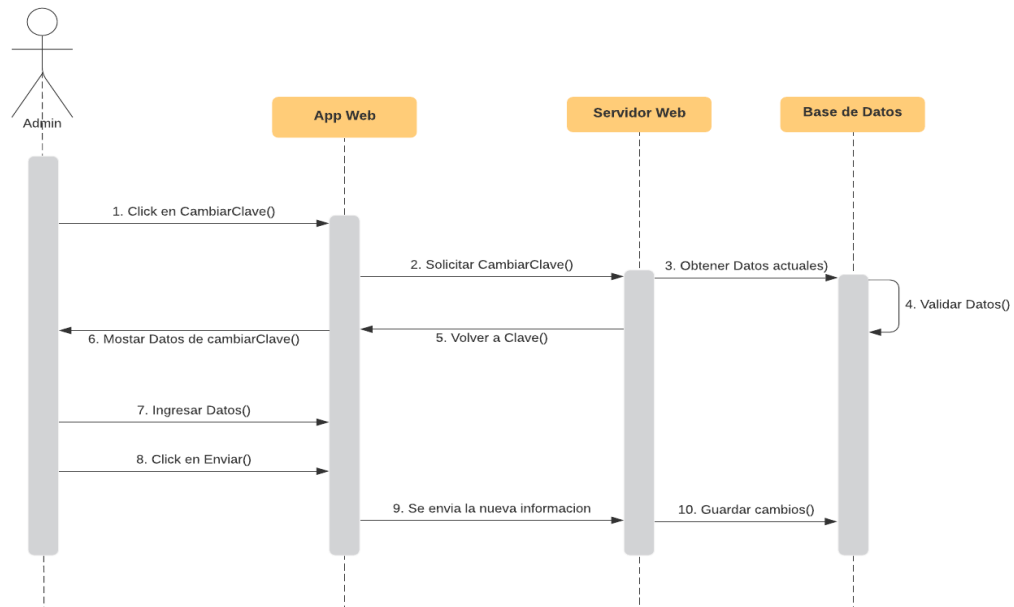 Admin
App Web
Servidor Web
Base de Datos
1. Click en CambiarClave()
2. Solicitar CambiarClave()
3. Obtener Datos actuales)
4. Validar Datos()
5. Volver a Clave()
6. Mostar Datos de cambiarClave()
7. Ingresar Datos()
8. Click en Enviar()
9. Se envia la nueva informacion
10. Guardar cambios()